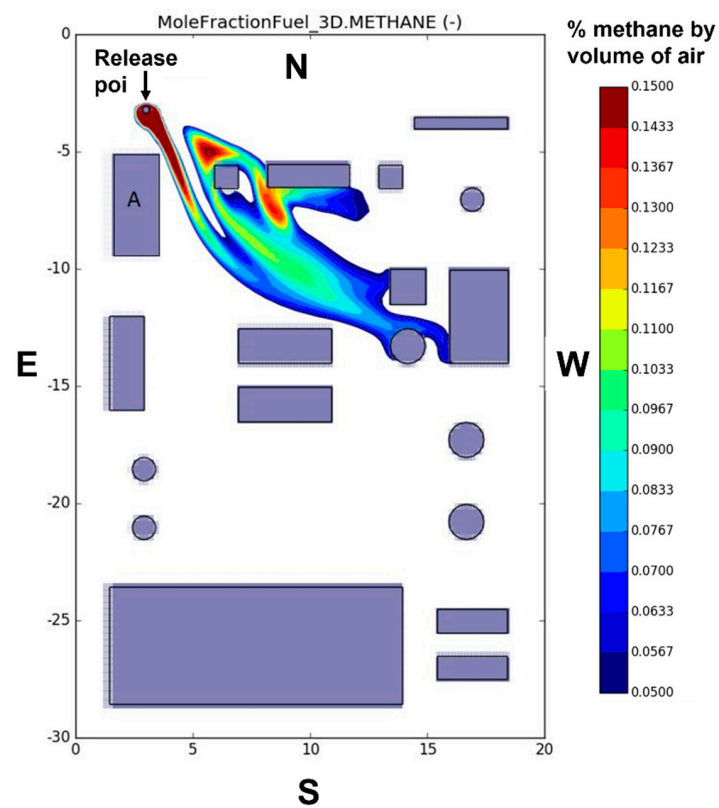 MoleFractionFuel_3D.METHANE (-)
% methane by
volume of air
Release
poi
N
A
E
W
S
0
-5
-10
-15
-20
-25
-30
0
5
10
15
20
0.1500
0.1433
0.1367
0.1300
0.1233
0.1167
0.1100
0.1033
0.0967
0.0900
0.0833
0.0767
0.0700
0.0633
0.0567
0.0500